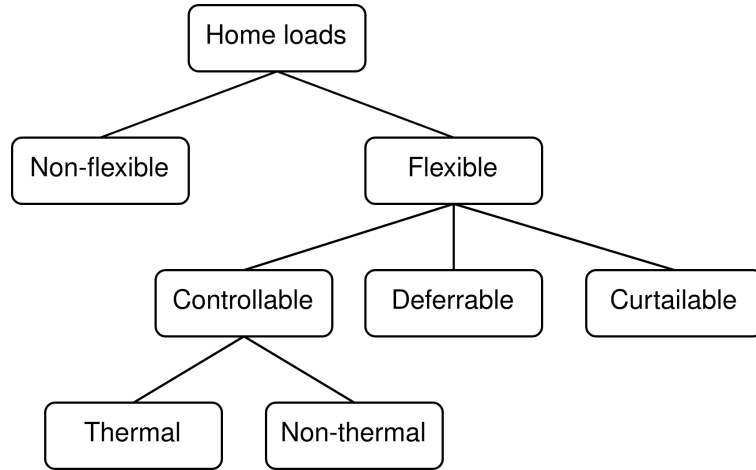 Home loads
Non-flexible
Flexible
Controllable
Deferrable
Curtailable
Thermal
Non-thermal